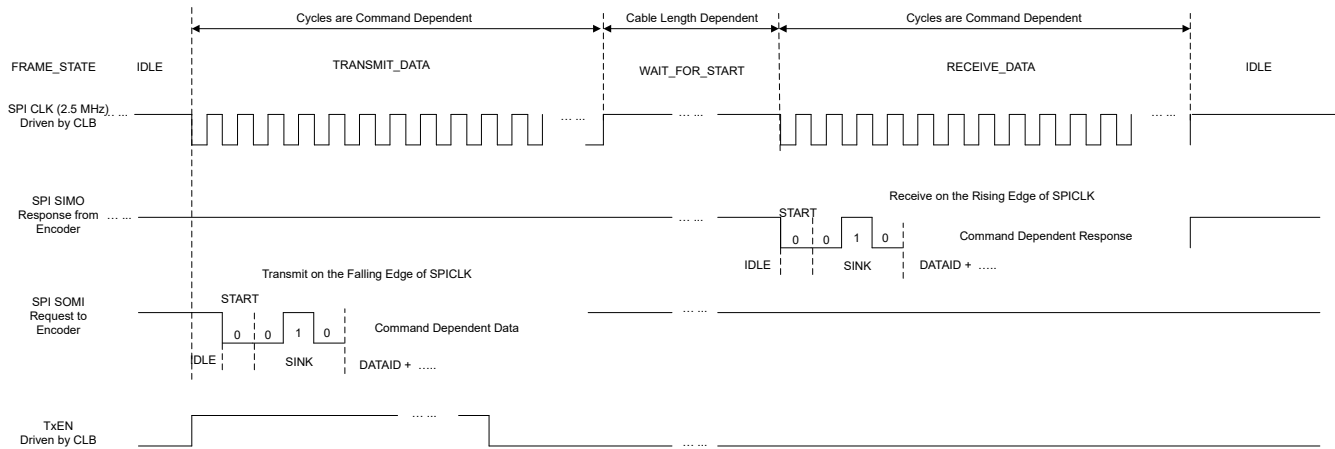 Cycles are Command Dependent
Cable Length Dependent
Cycles are Command Dependent
FRAME_STATE
IDLE
TRANSMIT_DATA
WAIT_FOR_START
RECEIVE_DATA
IDLE
SPI CLK (2.5 MHz)
Driven by CLB
... ...
... ...
... ...
... ...
SPI SIMO
Response from
Encoder
... ...
... ...
Receive on the Rising Edge of SPICLK
START
0 0 1 0
Command Dependent Response
IDLE
SINK
DATAID + .....
Transmit on the Falling Edge of SPICLK
SPI SOMI
Request to
Encoder
START
0 0 1 0
Command Dependent Data
... ...
IDLE
SINK
DATAID + .....
TxEN
Driven by CLB
... ...
... ...